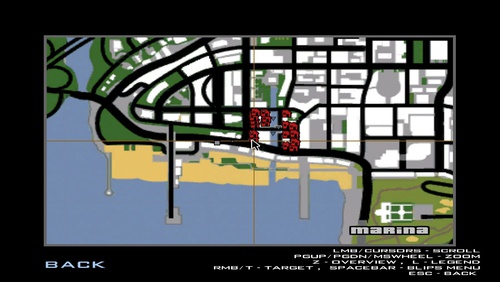 marina
LMB/CURSORS - SCROLL
PGUP/PGDN/MSWHEEL - ZOOM
Z - OVERVIEW , L - LEGEND
RMB/T - TARGET , SPACEBAR - BLIPS MENU
ESC - BACK
BACK